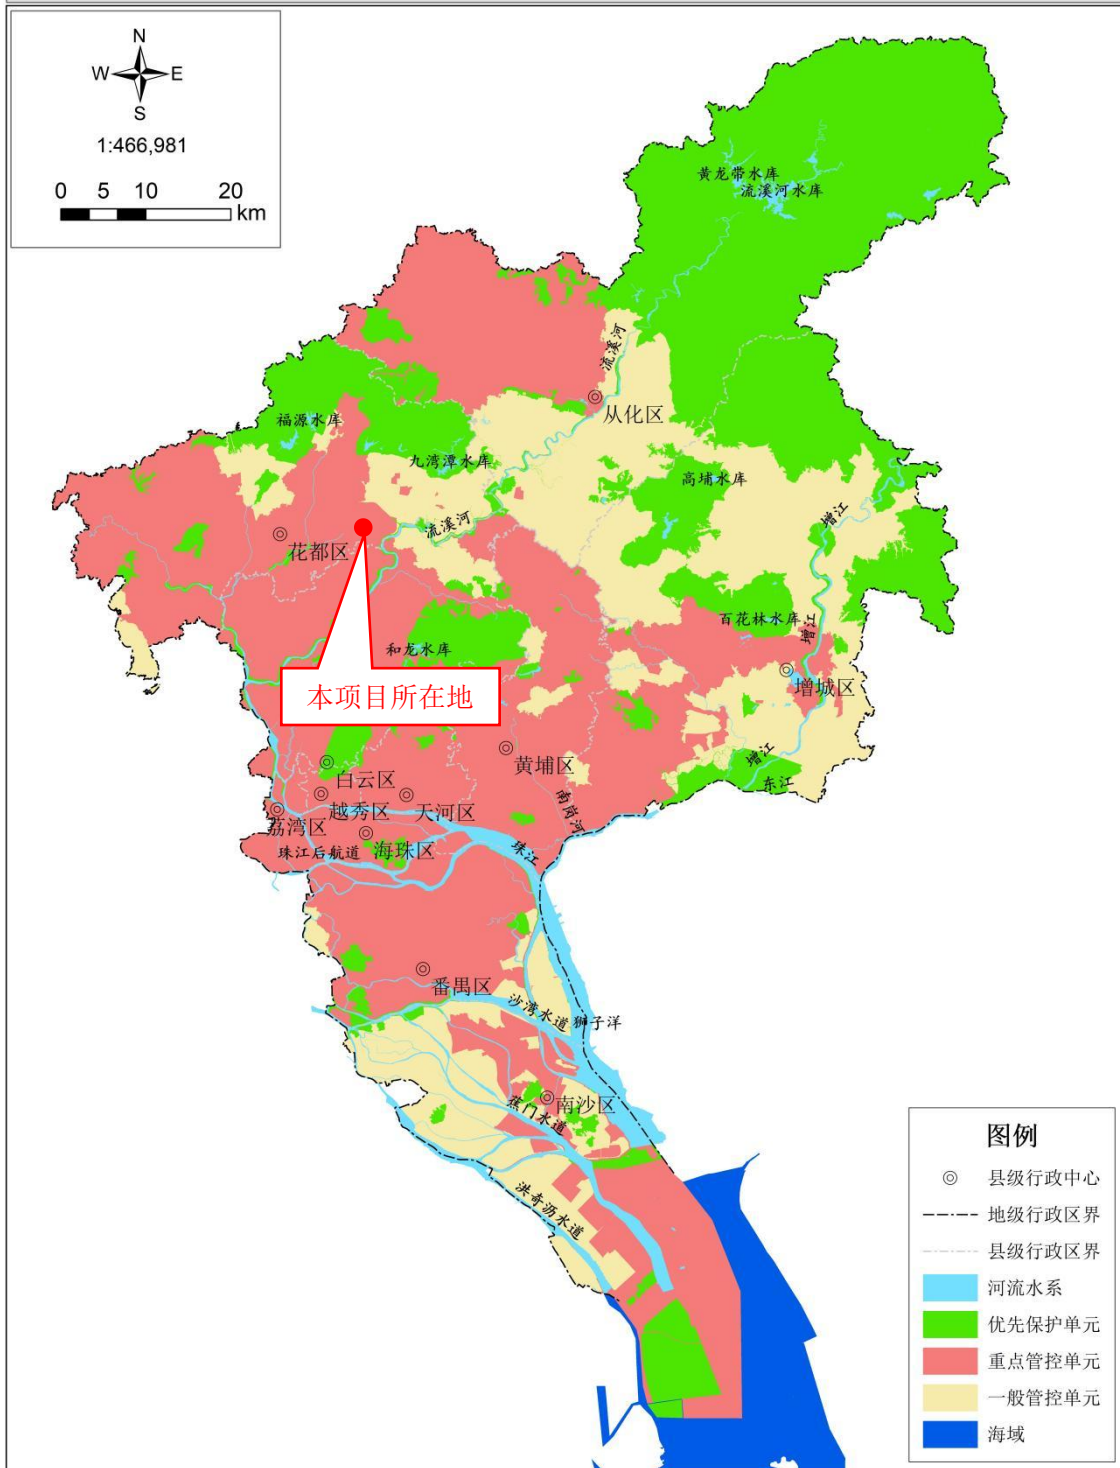 N
W E
S
1:466,981
0 5 10 20
km
黄龙带水库
流溪河水库
流溪河
从化区
福源水库
九湾潭水库
高埔水库
增江
流溪河
花都区
百花林水库
和龙水库
增江
本项目所在地
增城区
黄埔区
增江
东江
白云区
越秀区
天河区
南岗河
荔湾区
海珠区
珠江后航道
珠江
番禺区
沙湾水道
狮子洋
南沙区
蕉门水道
洪奇沥水道
图例
县级行政中心
地级行政区界
县级行政区界
河流水系
优先保护单元
重点管控单元
一般管控单元
海域